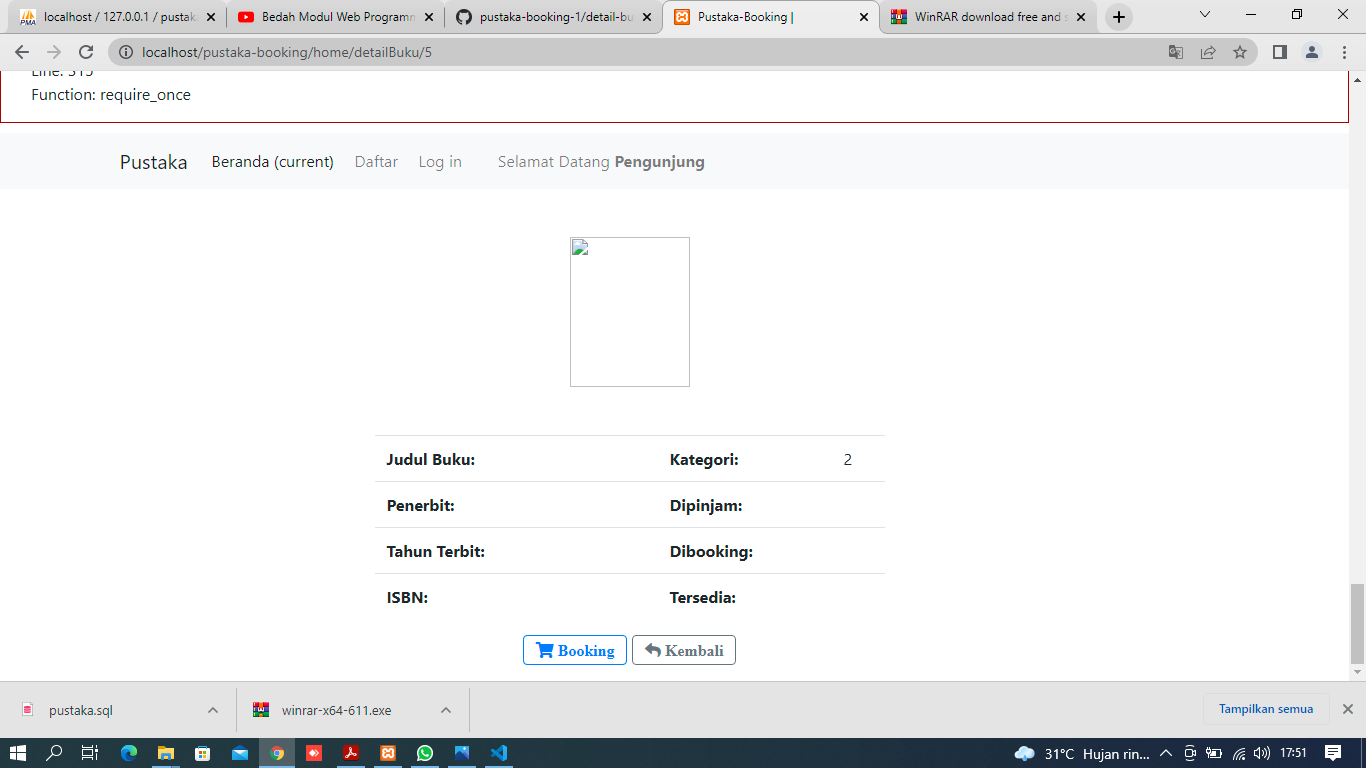 localhost / 127.0.0.1 / pustak
Bedah Modul Web Programm
pustaka-booking-1/detail-bu
Pustaka-Booking |
WinRAR download free and s
localhost/pustaka-booking/home/detailBuku/5
Line: 315
Function: require_once
Pustaka Beranda (current) Daftar Log in Selamat Datang Pengunjung
Judul Buku: Kategori: 2
Penerbit: Dipinjam:
Tahun Terbit: Dibooking:
ISBN: Tersedia:
Booking Kembali
pustaka.sql winrar-x64-611.exe Tampilkan semua
31°C Hujan rin... 17:51